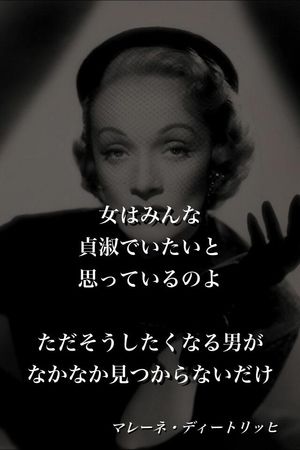 女はみんな
貞淑でいたいと
思っているのよ
ただそうしたくなる男が
なかなか見つからないだけ
マレーネ・ディートリッヒ